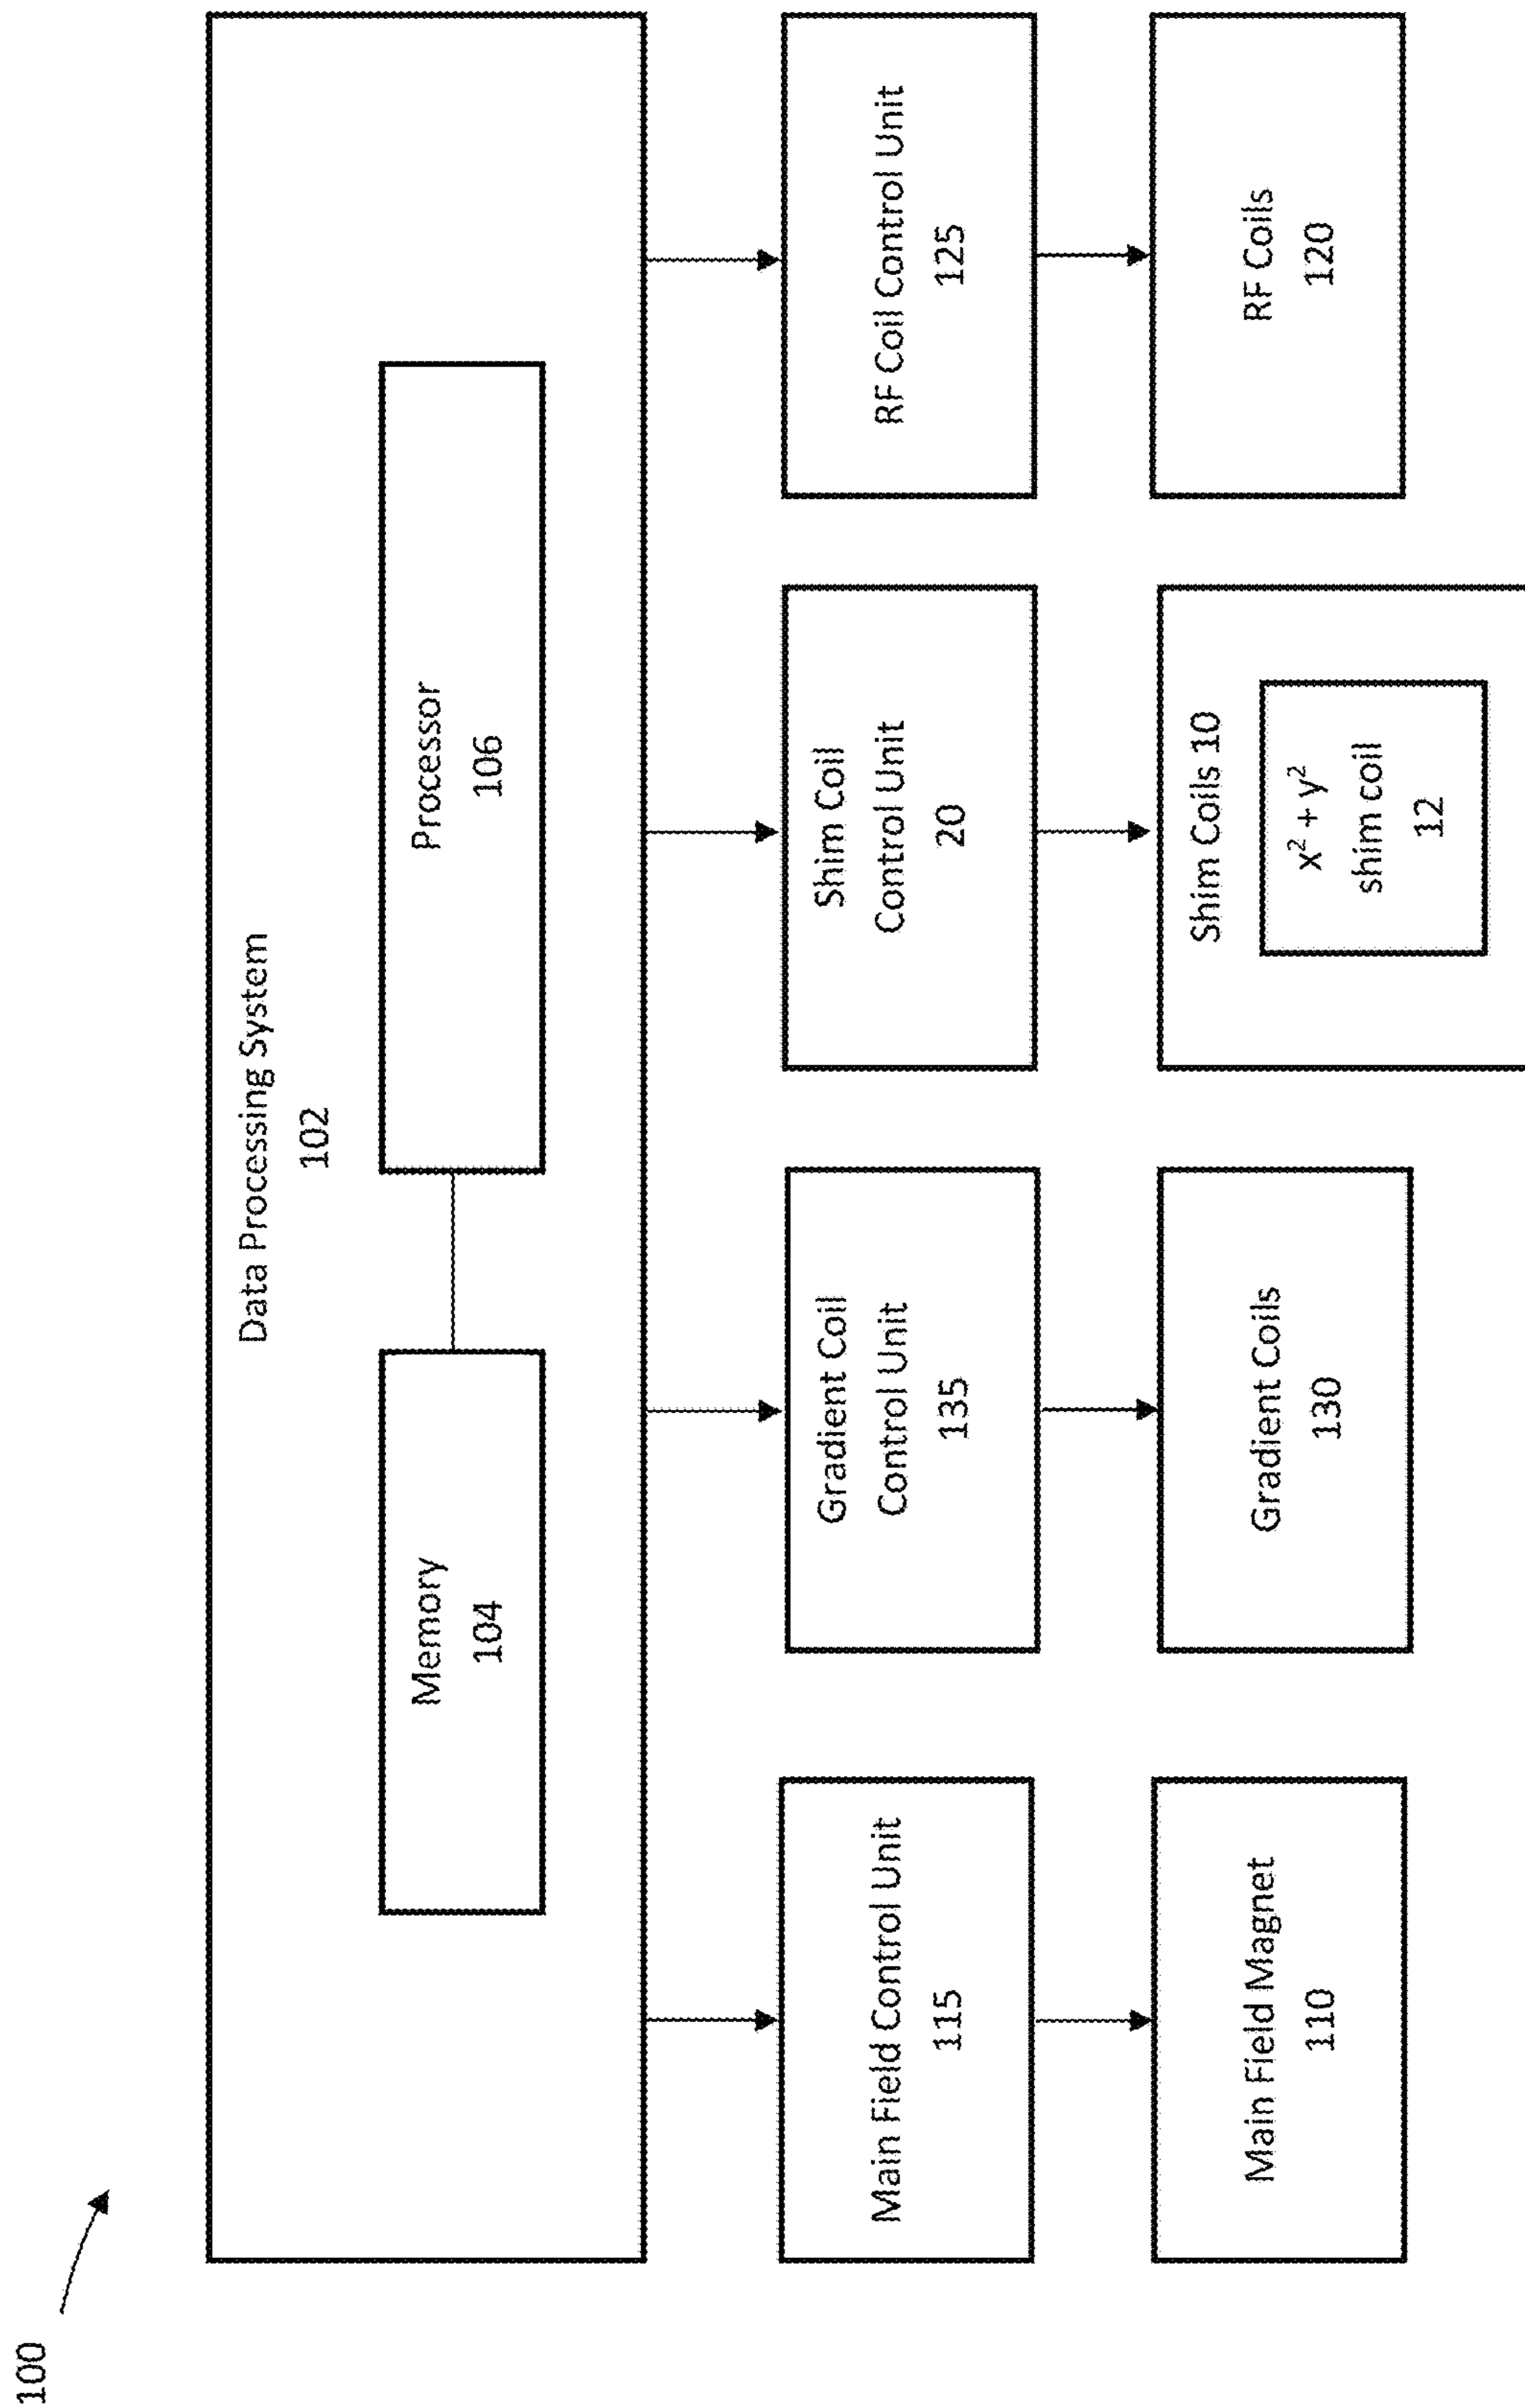 100
Data Processing System
102
Memory
104
Processor
106
Main Field Control Unit
115
Gradient Coil
Control Unit
135
Shim Coil
Control Unit
20
RF Coil Control Unit
125
Main Field Magnet
110
Gradient Coils
130
Shim Coils 10
x² + y²
shim coil
12
RF Coils
120